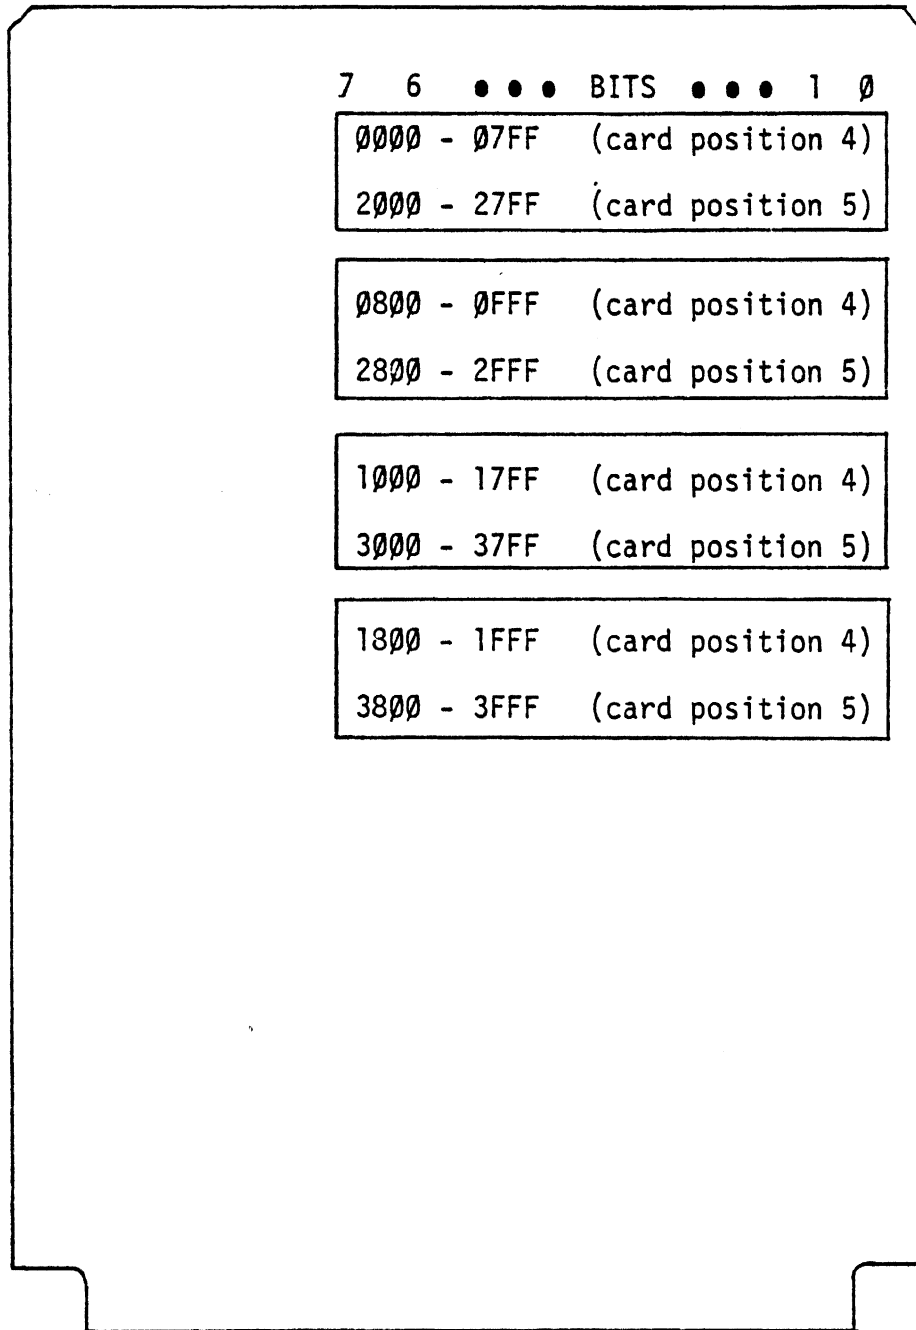 7 6 ● ● ● BITS ● ● ● 1 Ø
ØØØØ - Ø7FF (card position 4)
2ØØØ - 27FF (card position 5)
Ø8ØØ - ØFFF (card position 4)
28ØØ - 2FFF (card position 5)
1ØØØ - 17FF (card position 4)
3ØØØ - 37FF (card position 5)
18ØØ - 1FFF (card position 4)
38ØØ - 3FFF (card position 5)